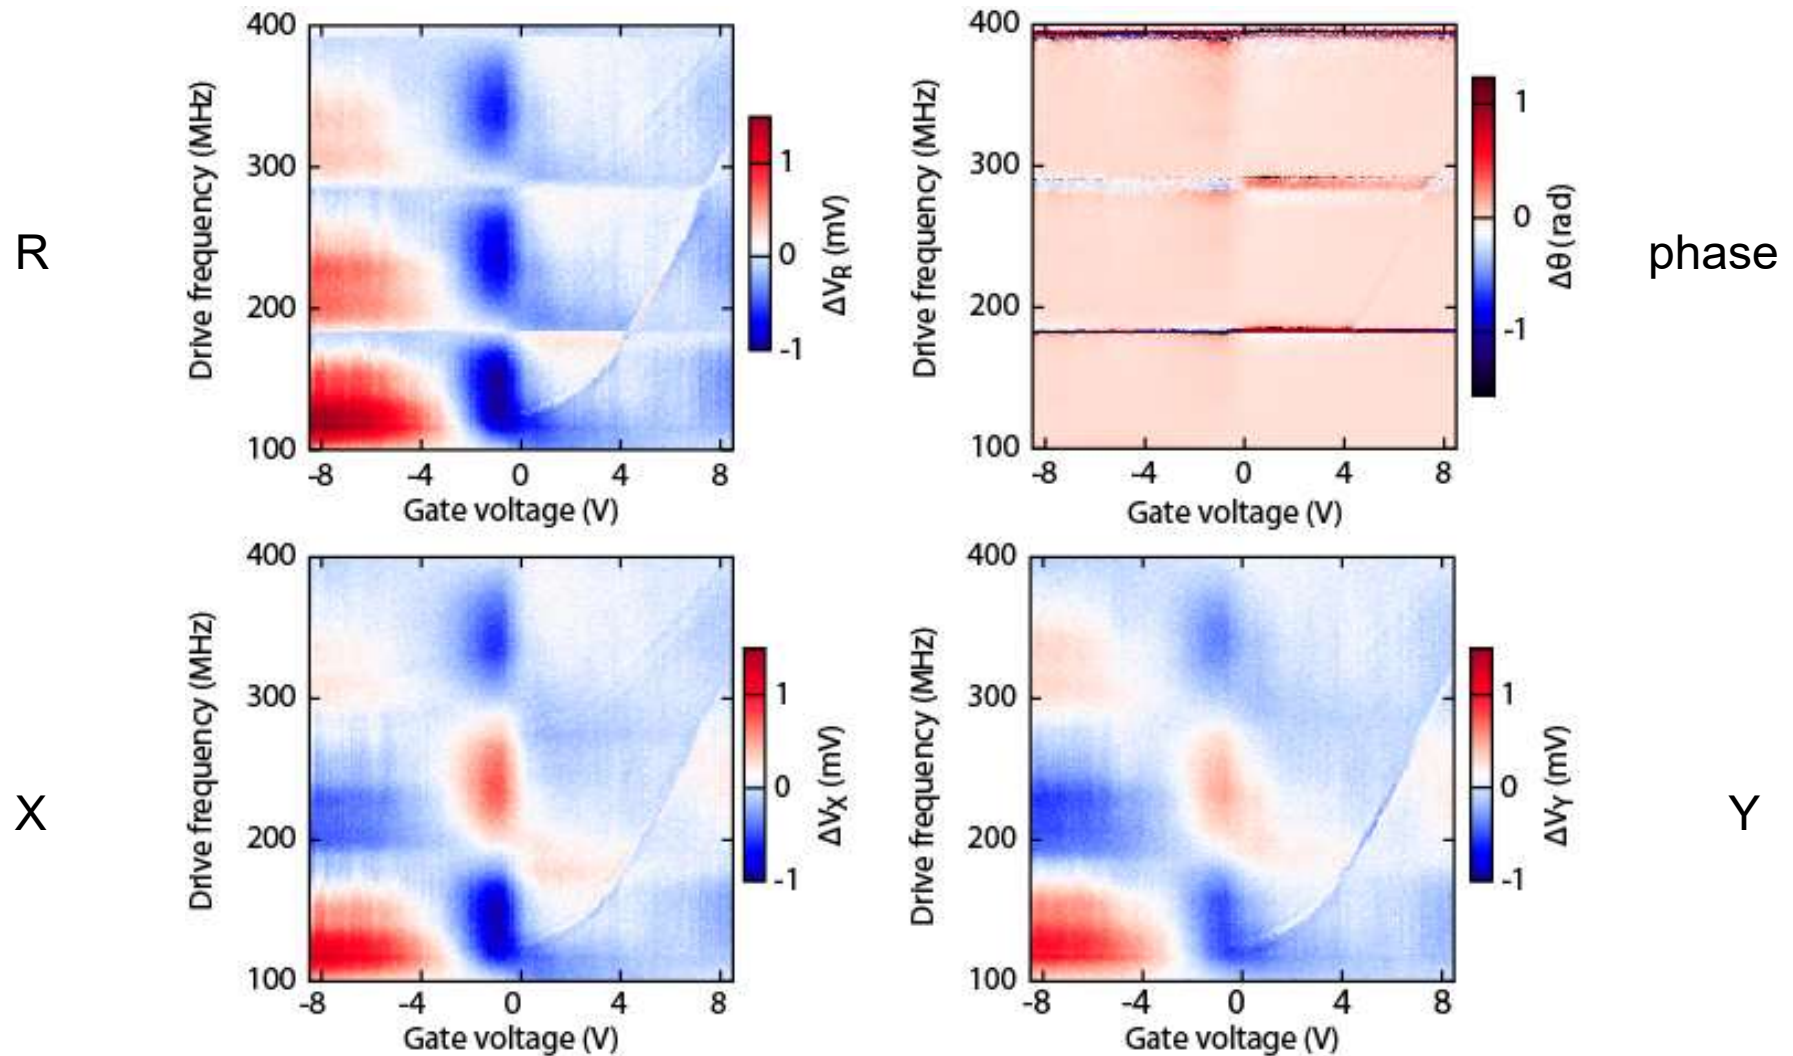 R
400
300
200
100
Drive frequency (MHz)
-8 -4 0 4 8
Gate voltage (V)
1
0
-1
ΔV_R (mV)
400
300
200
100
Drive frequency (MHz)
-8 -4 0 4 8
Gate voltage (V)
1
0
-1
Δθ (rad)
phase
X
400
300
200
100
Drive frequency (MHz)
-8 -4 0 4 8
Gate voltage (V)
1
0
-1
ΔV_X (mV)
400
300
200
100
Drive frequency (MHz)
-8 -4 0 4 8
Gate voltage (V)
1
0
-1
ΔV_Y (mV)
Y